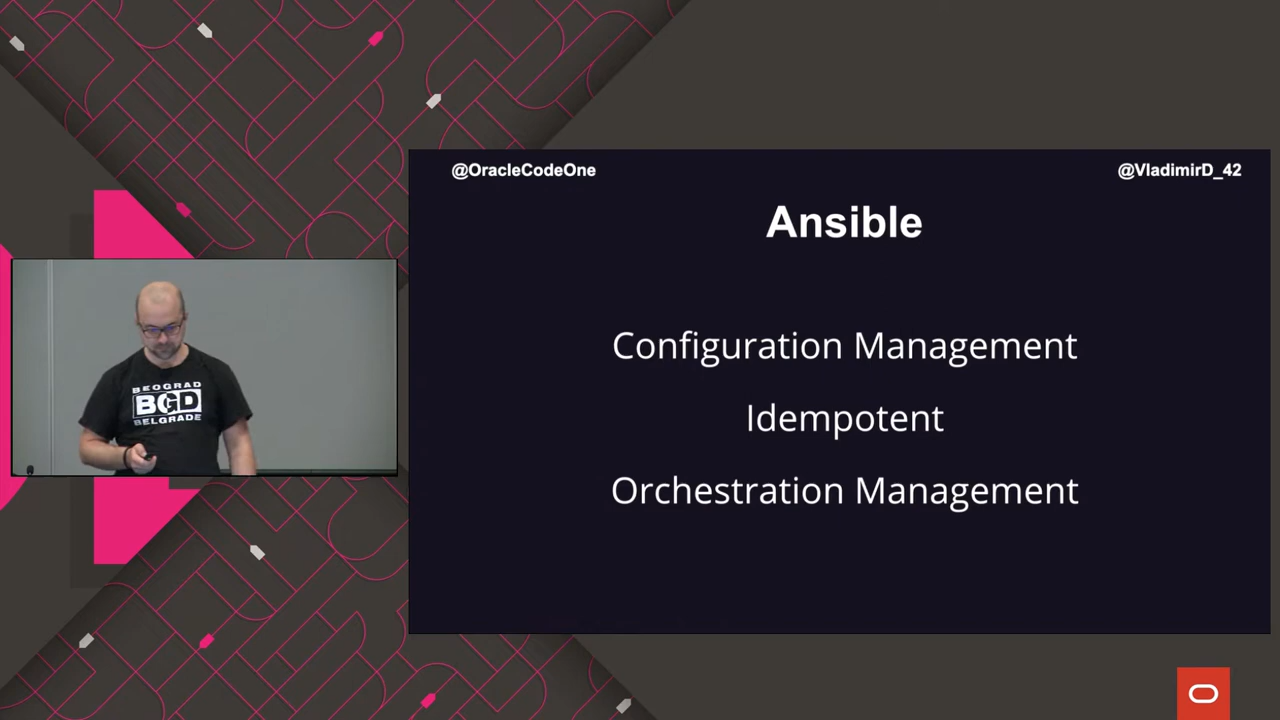 @OracleCodeOne
@VladimirD_42
Ansible
Configuration Management
Idempotent
Orchestration Management
BEOGRAD
BGD
BELGRADE